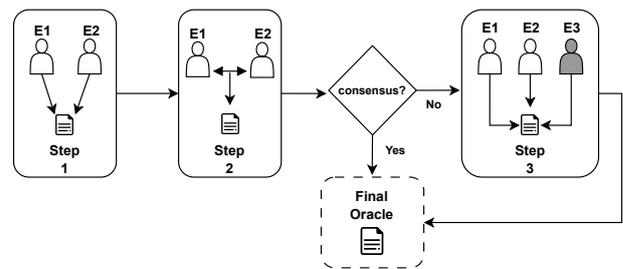 E1 E2
Step
1
E1 E2
Step
2
consensus?
No
Yes
E1 E2 E3
Step
3
Final
Oracle